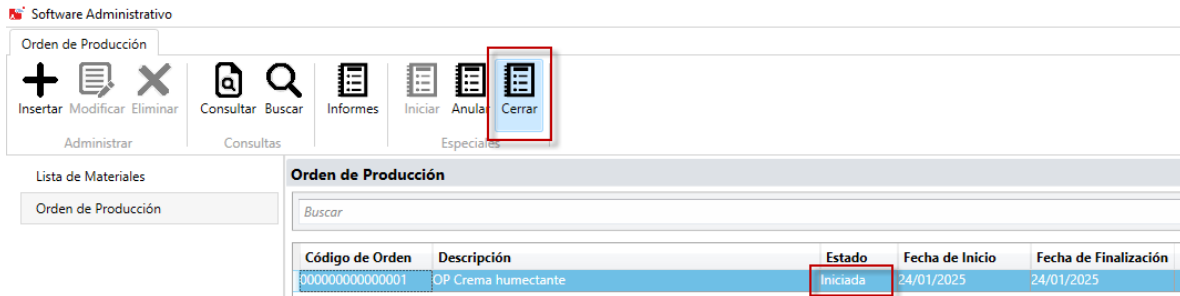 Software Administrativo
Orden de Producción
Insertar Modificar Eliminar Consultar Buscar Informes Iniciar Anular Cerrar
Administrar Consultas Especiales
Lista de Materiales
Orden de Producción
Orden de Producción
Buscar
Código de Orden Descripción Estado Fecha de Inicio Fecha de Finalización
000000000000001 OP Crema humectante Iniciada 24/01/2025 24/01/2025